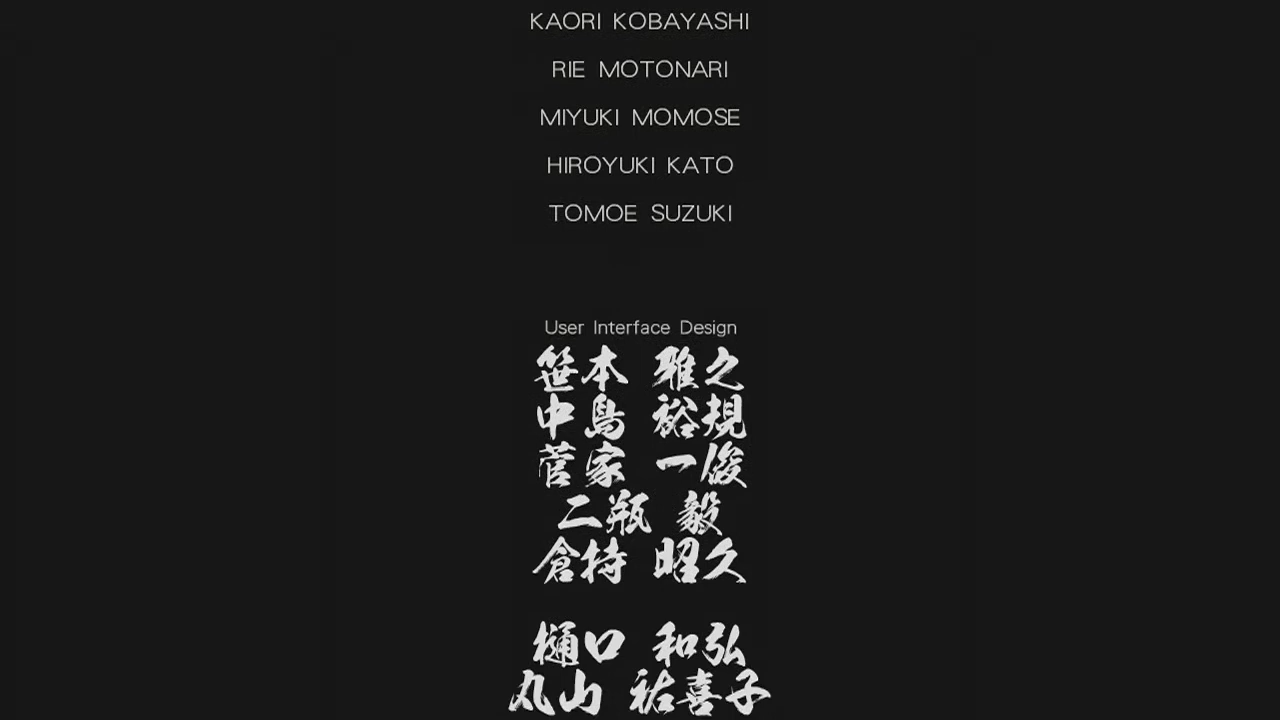 KAORI KOBAYASHI
RIE MOTONARI
MIYUKI MOMOSE
HIROYUKI KATO
TOMOE SUZUKI
User Interface Design
笹本 雅之
中島 裕規
菅家 一俊
二瓶 毅
倉持 昭久
樋口 和弘
丸山 祐喜子